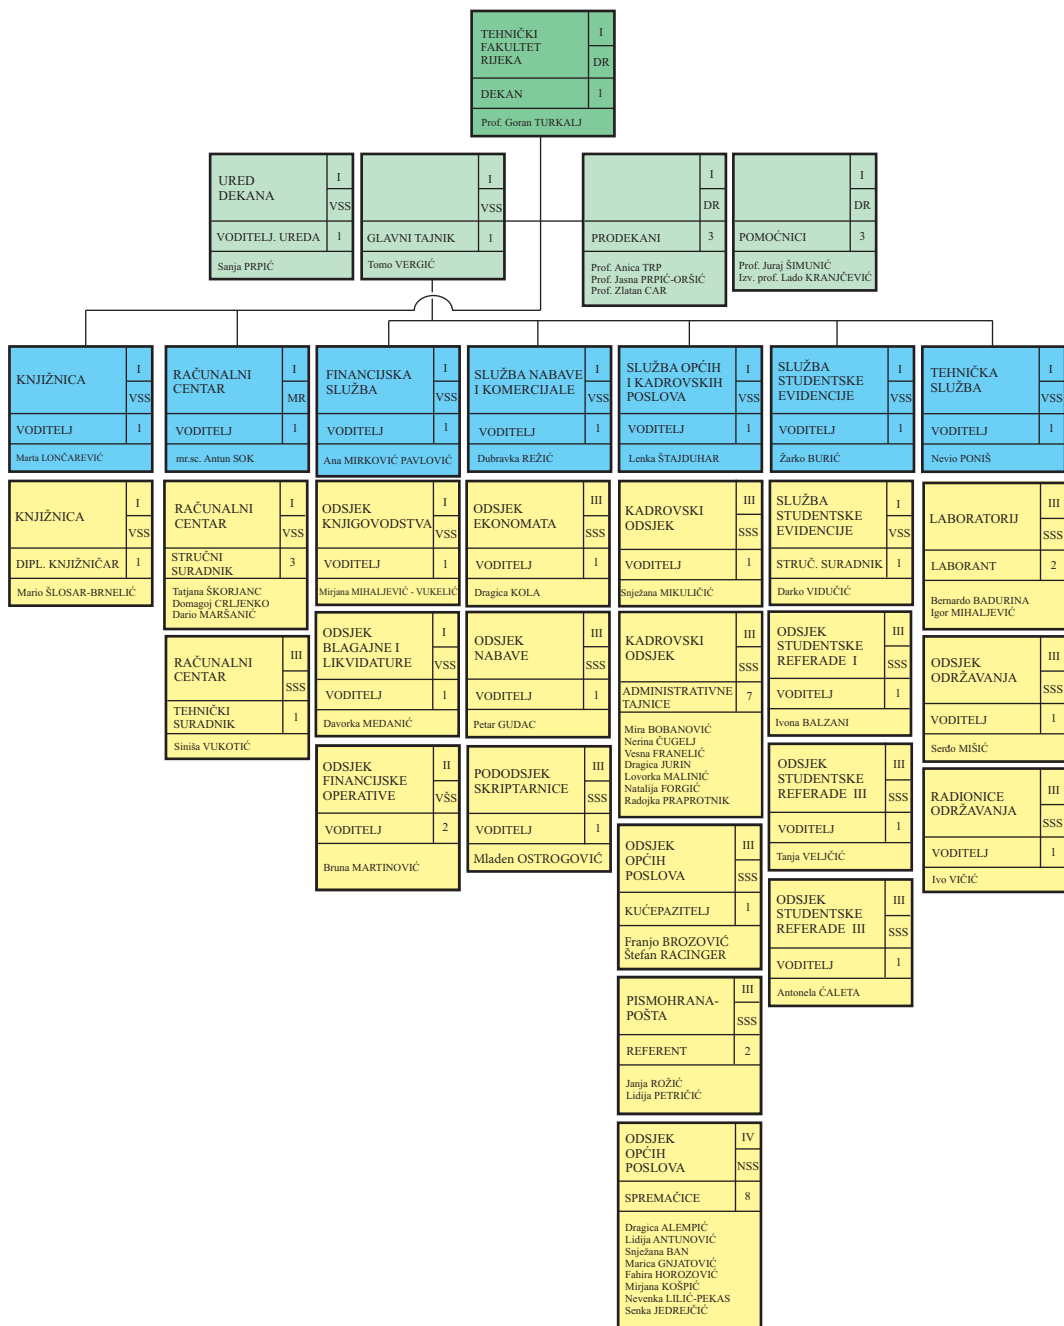 TEHNIČKI
FAKULTET
RIJEKA
I
DR
DEKAN
1
Prof. Goran TURKALJ
URED
DEKANA
I
VSS
VODITELJ. UREDA
1
Sanja PRPIĆ
I
VSS
GLAVNI TAJNIK
1
Tomo VERGIĆ
I
DR
PRODEKANI
3
Prof. Anica TRP
Prof. Jasna PRPIĆ-ORŠIĆ
Prof. Zlatan CAR
I
DR
POMOĆNICI
3
Prof. Juraj ŠIMUNIĆ
Izv. prof. Lado KRANJČEVIĆ
KNJIŽNICA
I
VSS
VODITELJ
1
Marta LONČAREVIĆ
RAČUNALNI
CENTAR
I
MR
VODITELJ
1
mr.sc. Antun SOK
FINANCIJSKA
SLUŽBA
I
VSS
VODITELJ
1
Ana MIRKOVIĆ PAVLOVIĆ
SLUŽBA NABAVE
I KOMERCIJALE
I
VSS
VODITELJ
1
Dubravka REŽIĆ
SLUŽBA OPĆIH
I KADROVSKIH
POSLOVA
I
VSS
VODITELJ
1
Lenka ŠTAJDUHAR
SLUŽBA
STUDENTSKE
EVIDENCIJE
I
VSS
VODITELJ
1
Žarko BURIĆ
TEHNIČKA
SLUŽBA
I
VSS
VODITELJ
1
Nevio PONIŠ
KNJIŽNICA
I
VSS
DIPL. KNJIŽNIČAR
1
Mario ŠLOSAR-BRNELIĆ
RAČUNALNI
CENTAR
I
VSS
STRUČNI
SURADNIK
3
Tatjana ŠKORJANC
Domagoj CRLJENKO
Dario MARŠANIĆ
RAČUNALNI
CENTAR
III
SSS
TEHNIČKI
SURADNIK
1
Siniša VUKOTIĆ
ODSJEK
KNJIGOVODSTVA
I
VSS
VODITELJ
1
Mirjana MIHALJEVIĆ - VUKELIĆ
ODSJEK
BLAGAJNE I
LIKVIDATURE
I
VSS
VODITELJ
1
Davorka MEDANIĆ
ODSJEK
FINANCIJSKE
OPERATIVE
II
VŠS
VODITELJ
2
Bruna MARTINOVIĆ
ODSJEK
EKONOMATA
III
SSS
VODITELJ
1
Dragica KOLA
ODSJEK
NABAVE
III
SSS
VODITELJ
1
Petar GUDAC
PODODSJEK
SKRIPTARNICE
III
SSS
VODITELJ
1
Mladen OSTROGOVIĆ
KADROVSKI
ODSJEK
III
SSS
VODITELJ
1
Snježana MIKULIČIĆ
KADROVSKI
ODSJEK
III
SSS
ADMINISTRATIVNE
TAJNICE
7
Mira BOBANOVIĆ
Nerina ČUGELJ
Vesna FRANELIĆ
Dragica JURIN
Lovorka MALINIĆ
Natalija FORGIĆ
Radojka PRAPROTNIK
ODSJEK
OPĆIH
POSLOVA
III
SSS
KUĆEPAZITELJ
1
Franjo BROZOVIĆ
Štefan RACINGER
PISMOHRANA-
POŠTA
III
SSS
REFERENT
2
Janja ROŽIĆ
Lidija PETRIČIĆ
ODSJEK
OPĆIH
POSLOVA
IV
NSS
SPREMAČICE
8
Dragica ALEMPIĆ
Lidija ANTUNOVIĆ
Snježana BAN
Marica GNJATOVIĆ
Fahira HOROZOVIĆ
Mirjana KOŠPIĆ
Nevenka LILIĆ-PEKAS
Senka JEDREJČIĆ
SLUŽBA
STUDENTSKE
EVIDENCIJE
I
VSS
STRUČ. SURADNIK
1
Darko VIDUČIĆ
ODSJEK
STUDENTSKE
REFERADE I
III
SSS
VODITELJ
1
Ivona BALZANI
ODSJEK
STUDENTSKE
REFERADE III
III
SSS
VODITELJ
1
Tanja VELJČIĆ
ODSJEK
STUDENTSKE
REFERADE III
III
SSS
VODITELJ
1
Antonela ĆALETA
LABORATORIJ
III
SSS
LABORANT
2
Bernardo BADURINA
Igor MIHALJEVIĆ
ODSJEK
ODRŽAVANJA
III
SSS
VODITELJ
1
Serđo MIŠIĆ
RADIONICE
ODRŽAVANJA
III
SSS
VODITELJ
1
Ivo VIČIĆ